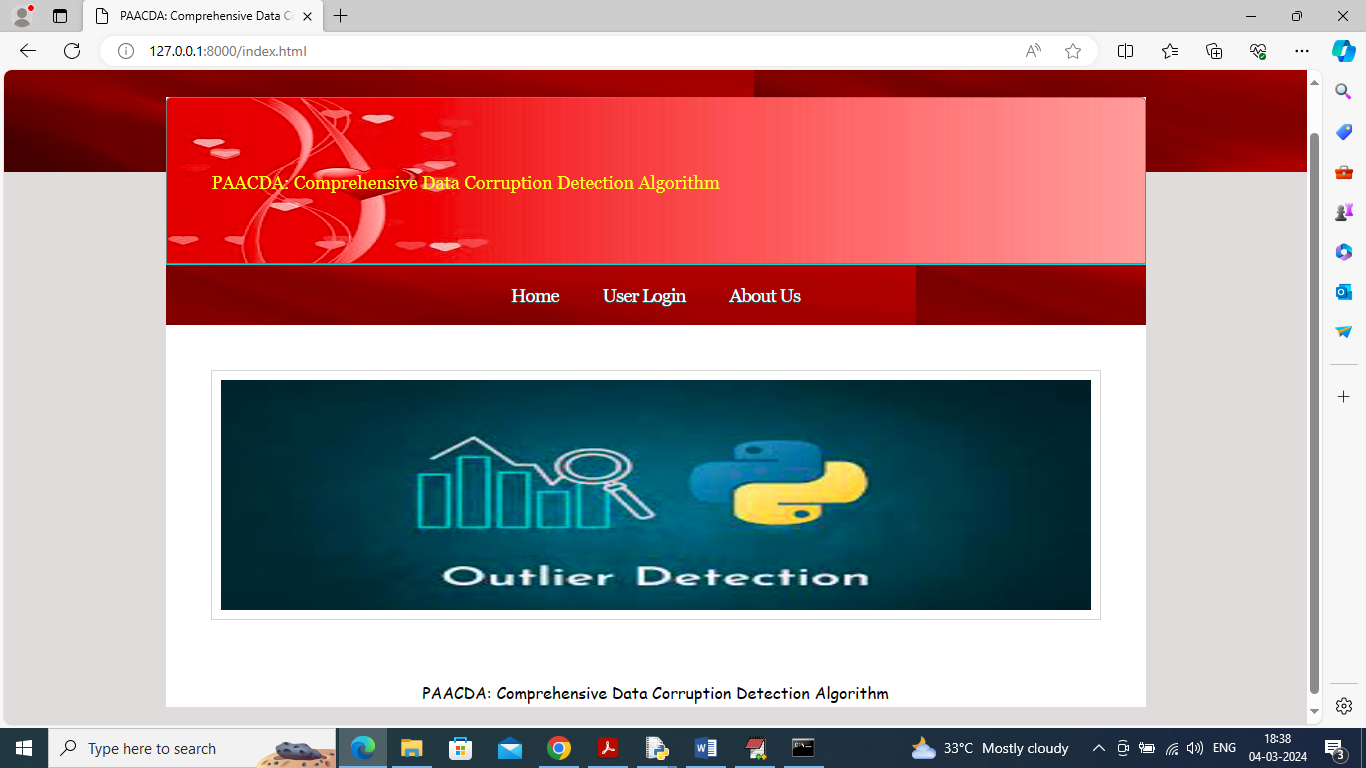 PAACDA: Comprehensive Data Co
127.0.0.1:8000/index.html
PAACDA: Comprehensive Data Corruption Detection Algorithm
Home User Login About Us
Outlier Detection
PAACDA: Comprehensive Data Corruption Detection Algorithm
Type here to search
33°C Mostly cloudy
ENG
18:38
04-03-2024
3